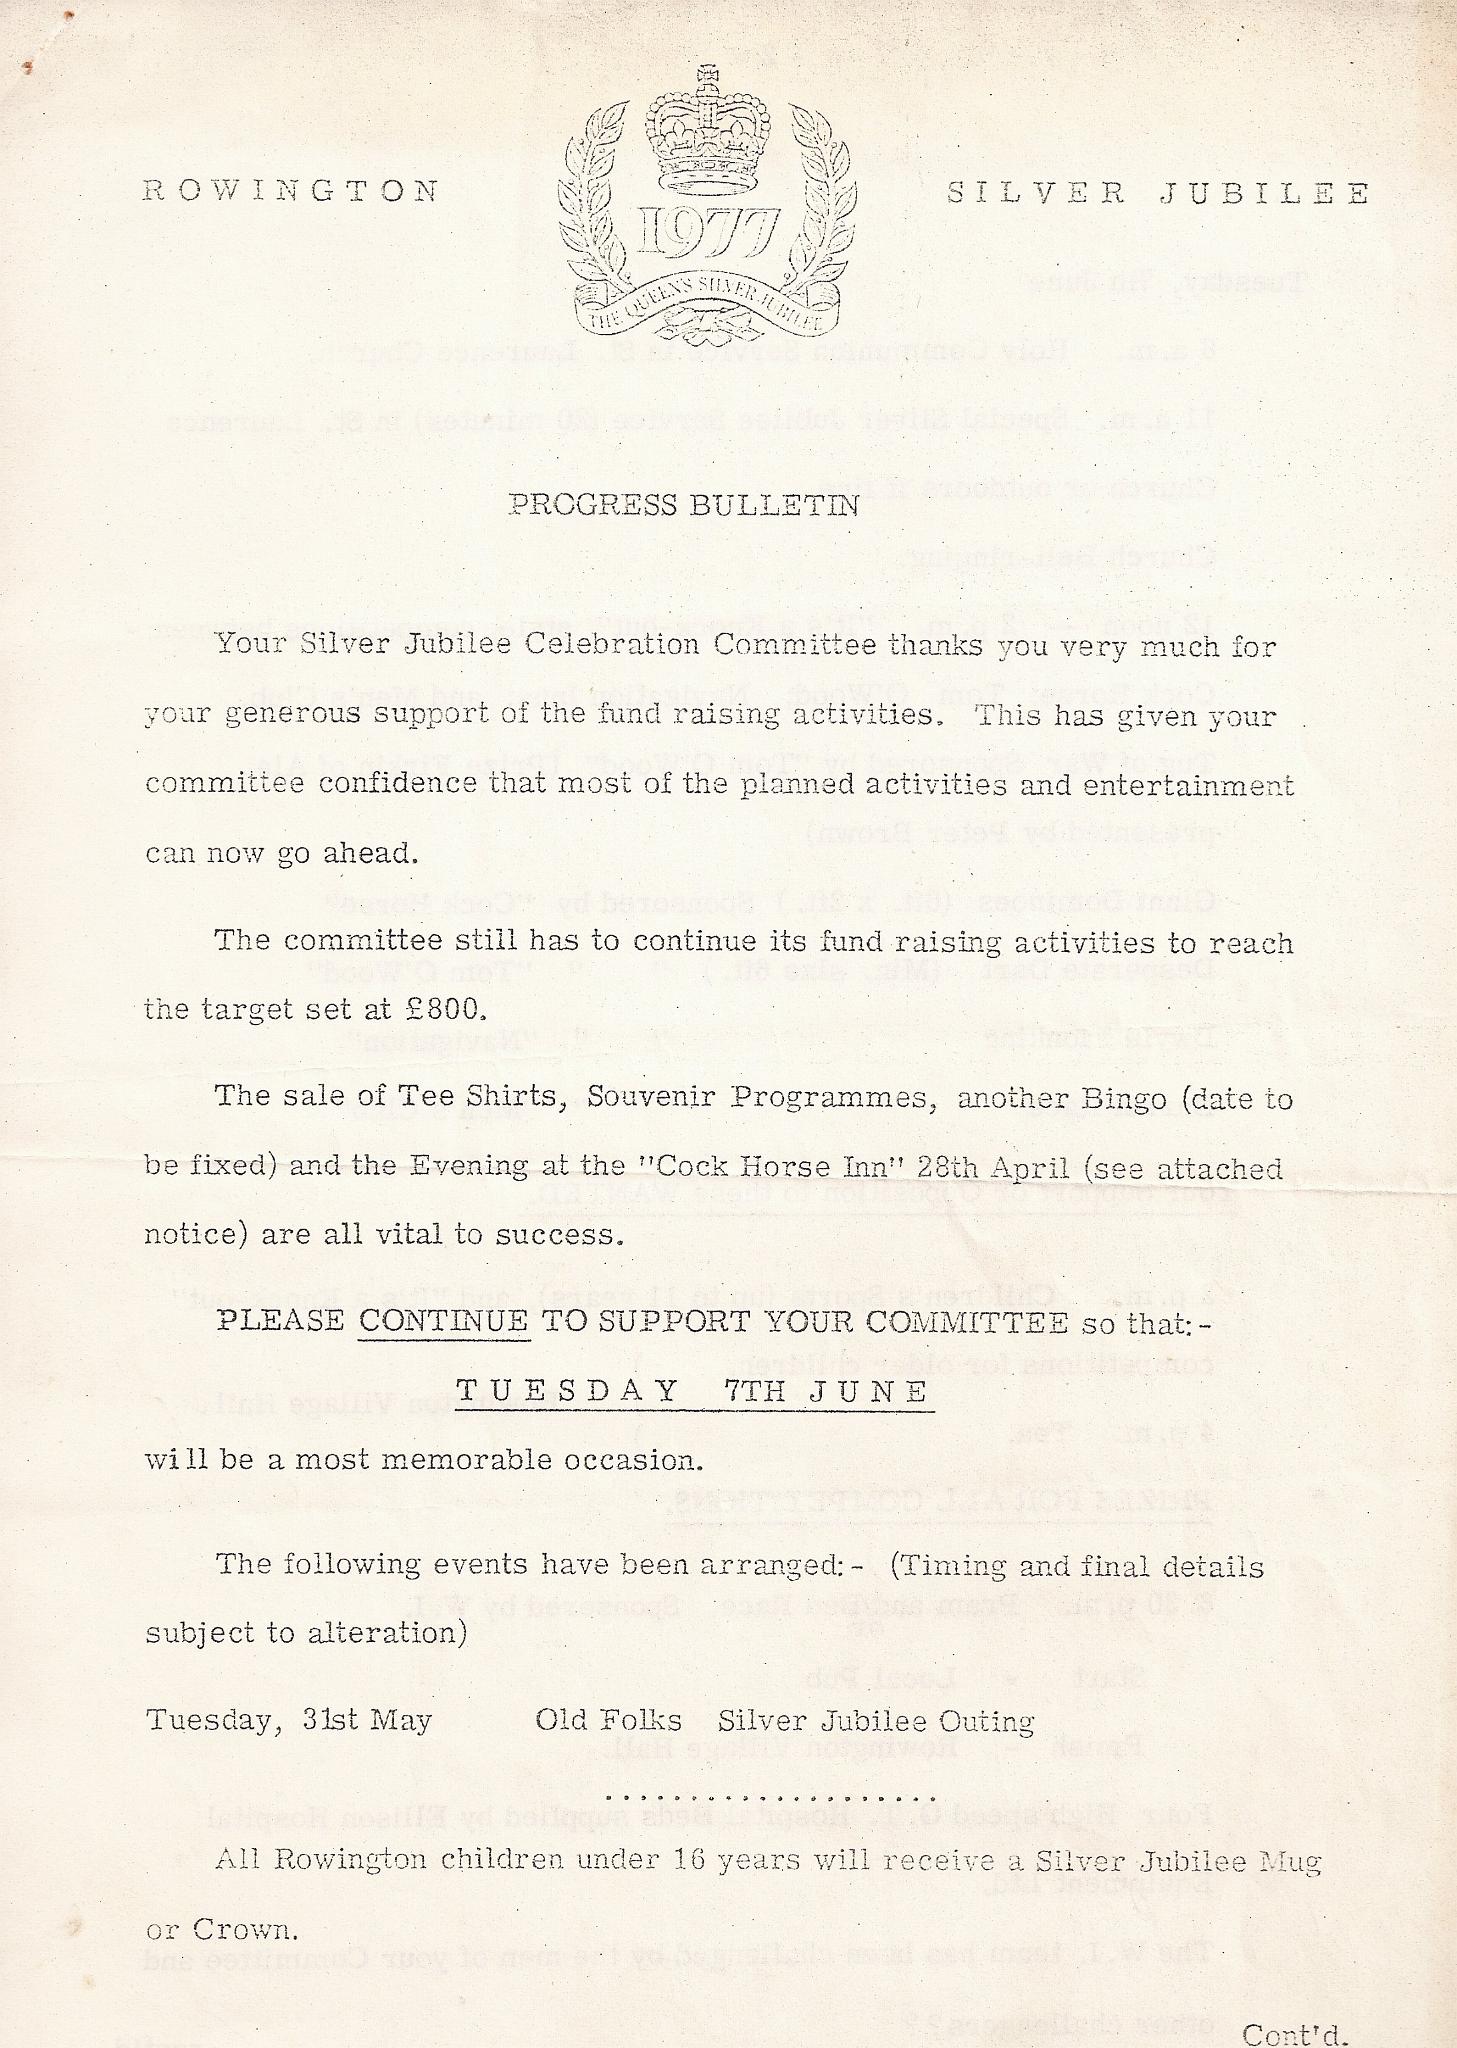 ROWINGTON
1977
THE QUEEN'S SILVER JUBILEE
SILVER JUBILEE
PROGRESS BULLETIN
Your Silver Jubilee Celebration Committee thanks you very much for
your generous support of the fund raising activities. This has given your
committee confidence that most of the planned activities and entertainment
can now go ahead.
The committee still has to continue its fund raising activities to reach
the target set at £800.
The sale of Tee Shirts, Souvenir Programmes, another Bingo (date to
be fixed) and the Evening at the "Cock Horse Inn" 28th April (see attached
notice) are all vital to success.
PLEASE CONTINUE TO SUPPORT YOUR COMMITTEE so that:-
TUESDAY 7TH JUNE
will be a most memorable occasion.
The following events have been arranged:- (Timing and final details
subject to alteration)
Tuesday, 31st May Old Folks Silver Jubilee Outing
....................
All Rowington children under 16 years will receive a Silver Jubilee Mug
or Crown.
Cont'd.